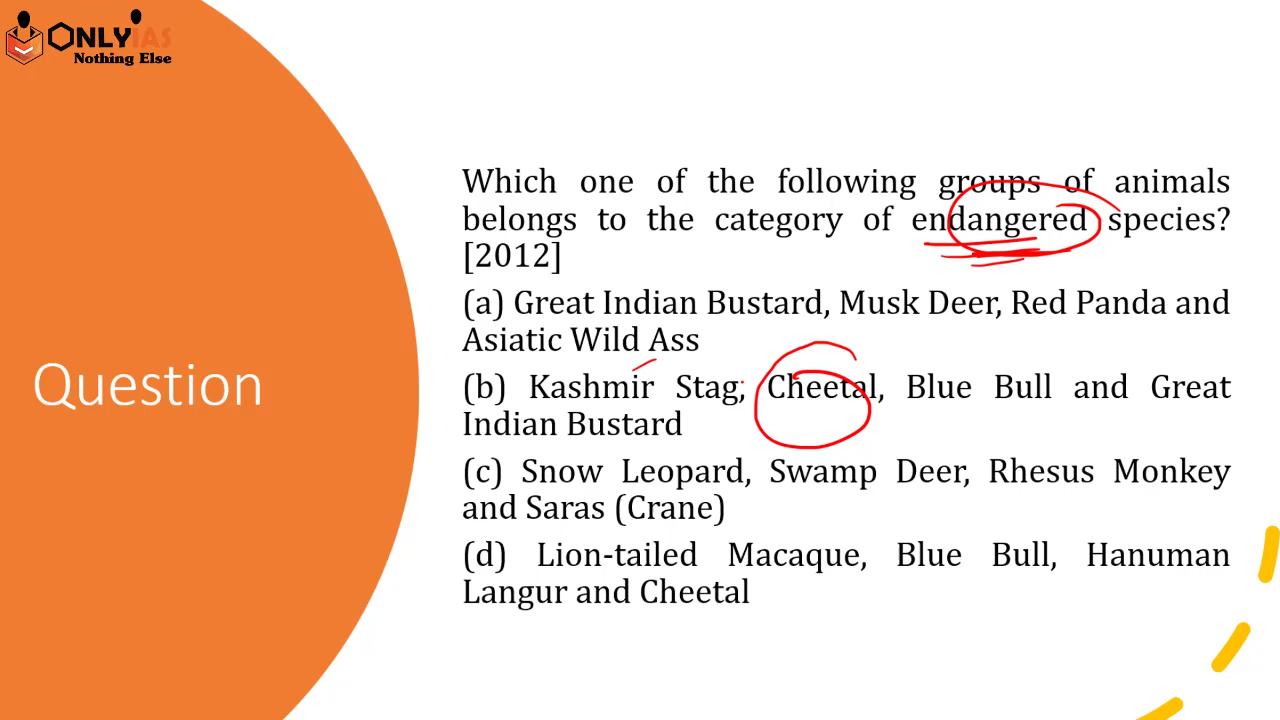 ONLYIAS
Nothing Else
Question
Which one of the following groups of animals
belongs to the category of endangered species?
[2012]
(a) Great Indian Bustard, Musk Deer, Red Panda and
Asiatic Wild Ass
(b) Kashmir Stag, Cheetal, Blue Bull and Great
Indian Bustard
(c) Snow Leopard, Swamp Deer, Rhesus Monkey
and Saras (Crane)
(d) Lion-tailed Macaque, Blue Bull, Hanuman
Langur and Cheetal